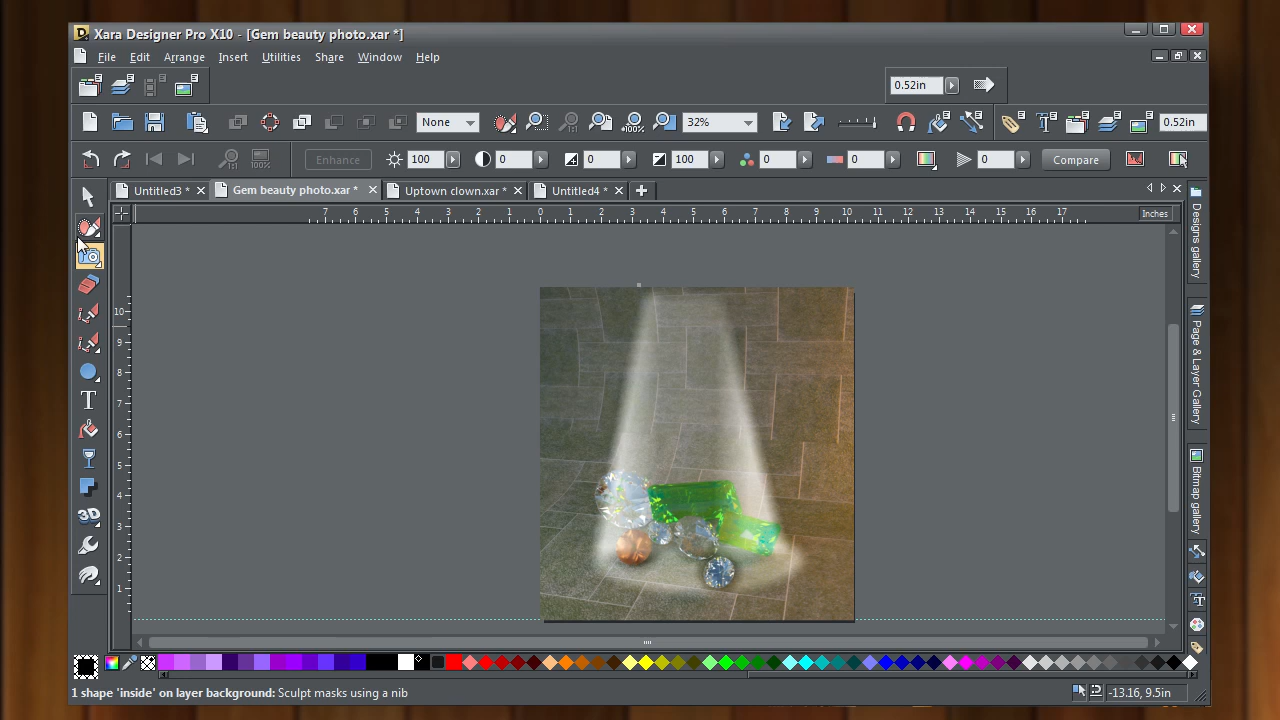 Xara Designer Pro X10 - [Gem beauty photo.xar *]
File Edit Arrange Insert Utilities Share Window Help
0.52in
None 32% 0.52in
Enhance 100 0 0 100 0 0 0 Compare
Untitled3 * Gem beauty photo.xar * Uptown clown.xar * Untitled4 *
7 6 5 4 3 2 1 0 1 2 3 4 5 6 7 8 9 10 11 12 13 14 15 16 17 Inches
Designs gallery
Page & Layer Gallery
Bitmap gallery
10
9
8
7
6
5
4
3
2
1
T
3D
1 shape 'inside' on layer background: Sculpt masks using a nib
-13.16, 9.5in